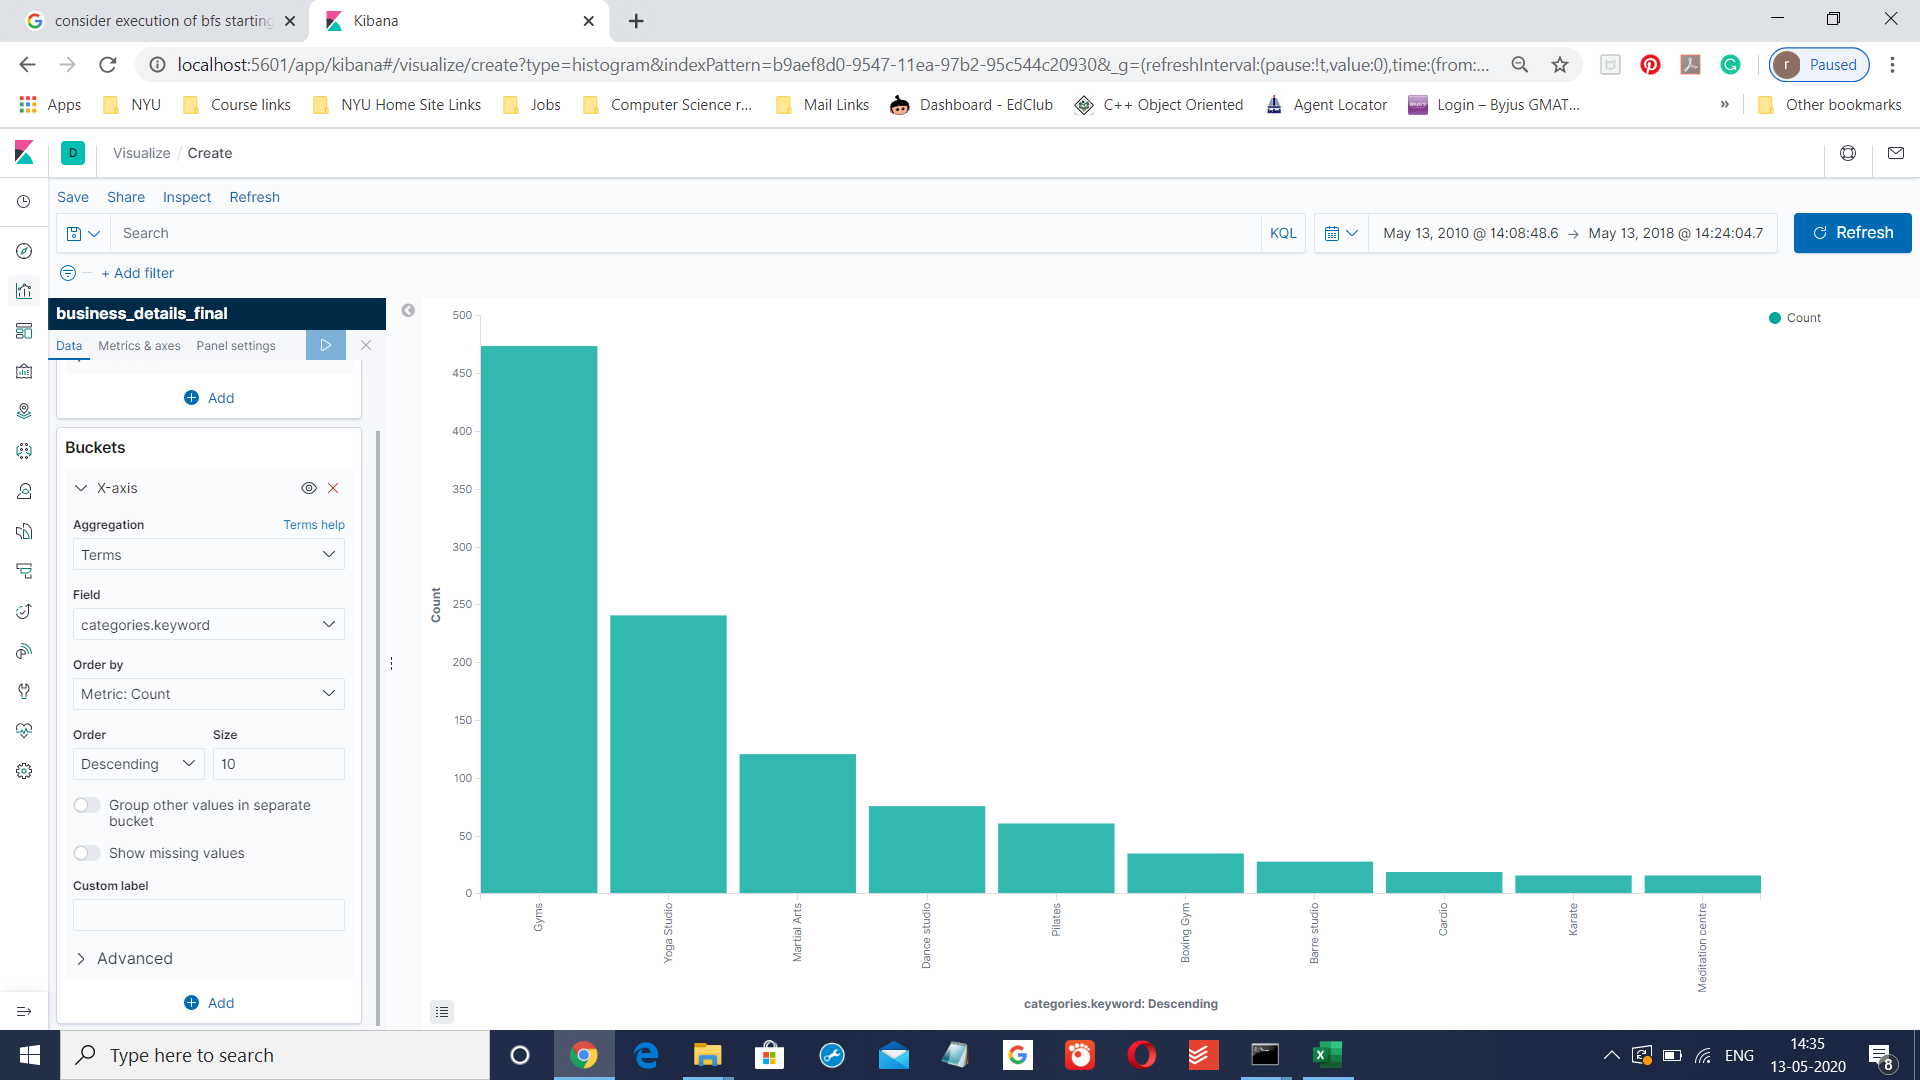 consider execution of bfs starting
Kibana
localhost:5601/app/kibana#/visualize/create?type=histogram&indexPattern=b9aef8d0-9547-11ea-97b2-95c544c20930&_g=(refreshInterval:(pause:!t,value:0),time:(from:...
r Paused
Apps NYU Course links NYU Home Site Links Jobs Computer Science r... Mail Links Dashboard - EdClub C++ Object Oriented Agent Locator Login – Byjus GMAT... » Other bookmarks
D Visualize / Create
Save Share Inspect Refresh
Search KQL May 13, 2010 @ 14:08:48.6 → May 13, 2018 @ 14:24:04.7 Refresh
+ Add filter
business_details_final
Data Metrics & axes Panel settings
Add
Buckets
X-axis
Aggregation Terms help
Terms
Field
categories.keyword
Order by
Metric: Count
Order Size
Descending 10
Group other values in separate
bucket
Show missing values
Custom label
Advanced
Add
Count
500
450
400
350
300
250
200
150
100
50
0
Count
Gyms
Yoga Studio
Martial Arts
Dance studio
Pilates
Boxing Gym
Barre studio
Cardio
Karate
Meditation centre
categories.keyword: Descending
Type here to search
ENG
14:35
13-05-2020
8